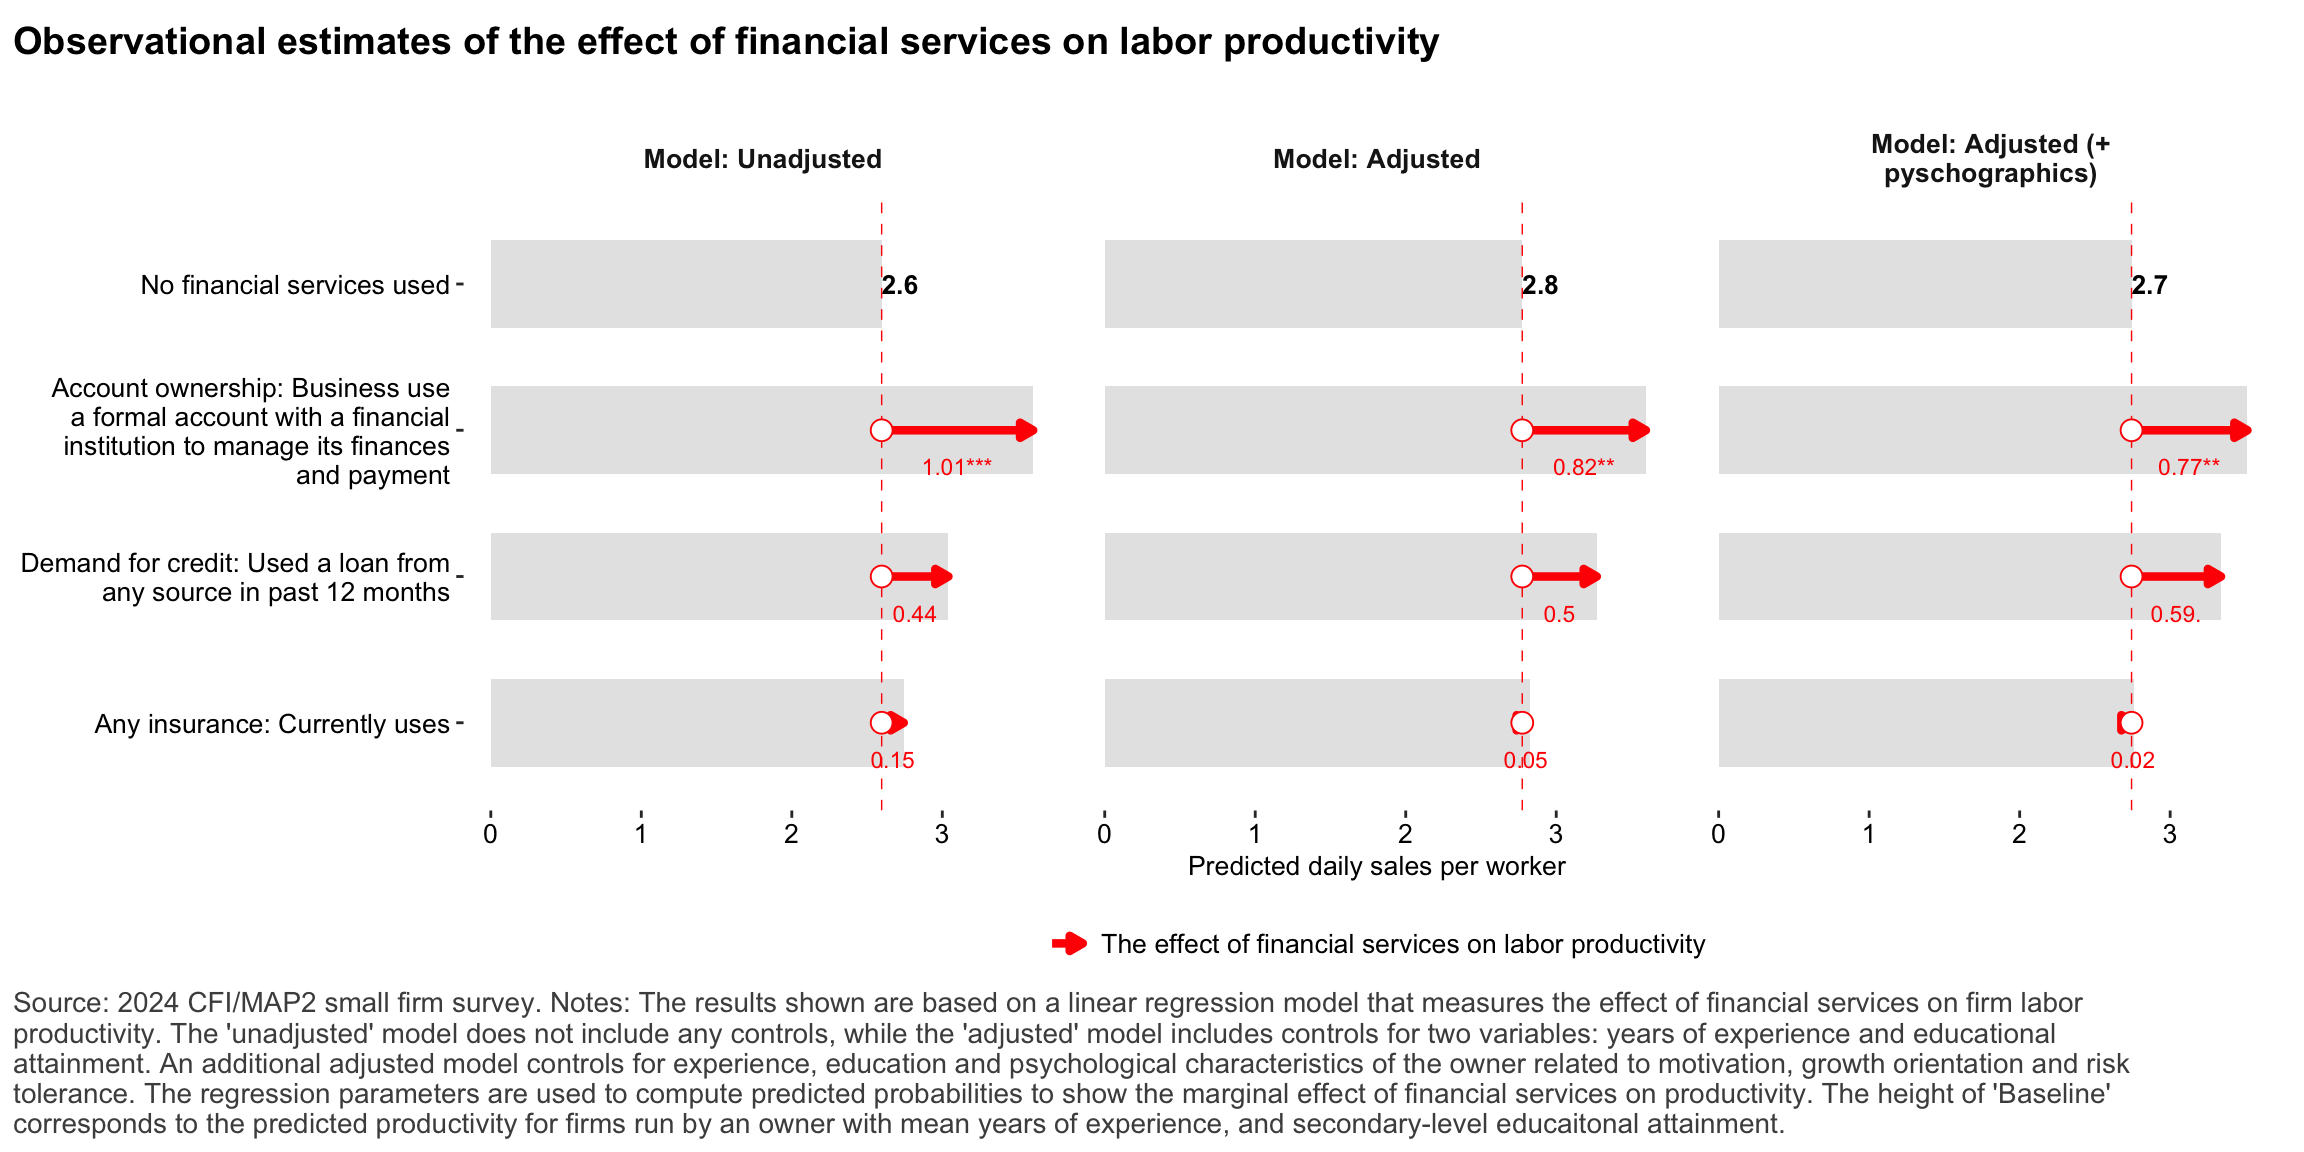 Observational estimates of the effect of financial services on labor productivity
Model: Unadjusted
Model: Adjusted
Model: Adjusted (+
pyschographics)
No financial services used
2.6
2.8
2.7
Account ownership: Business use
a formal account with a financial
institution to manage its finances
and payment
1.01***
0.82**
0.77**
Demand for credit: Used a loan from
any source in past 12 months
0.44
0.5
0.59.
Any insurance: Currently uses
0.15
0.05
0.02
0 1 2 3
0 1 2 3
0 1 2 3
Predicted daily sales per worker
The effect of financial services on labor productivity
Source: 2024 CFI/MAP2 small firm survey. Notes: The results shown are based on a linear regression model that measures the effect of financial services on firm labor
productivity. The 'unadjusted' model does not include any controls, while the 'adjusted' model includes controls for two variables: years of experience and educational
attainment. An additional adjusted model controls for experience, education and psychological characteristics of the owner related to motivation, growth orientation and risk
tolerance. The regression parameters are used to compute predicted probabilities to show the marginal effect of financial services on productivity. The height of 'Baseline'
corresponds to the predicted productivity for firms run by an owner with mean years of experience, and secondary-level educaitonal attainment.